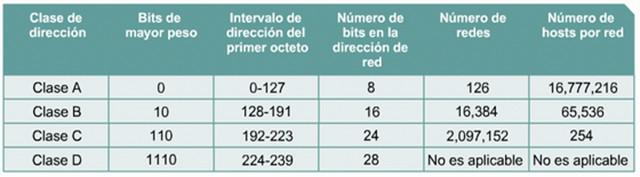 Clase de dirección | Bits de mayor peso | Intervalo de dirección del primer octeto | Número de bits en la dirección de red | Número de redes | Número de hosts por red
Clase A | 0 | 0-127 | 8 | 126 | 16,777,216
Clase B | 10 | 128-191 | 16 | 16,384 | 65,536
Clase C | 110 | 192-223 | 24 | 2,097,152 | 254
Clase D | 1110 | 224-239 | 28 | No es aplicable | No es aplicable